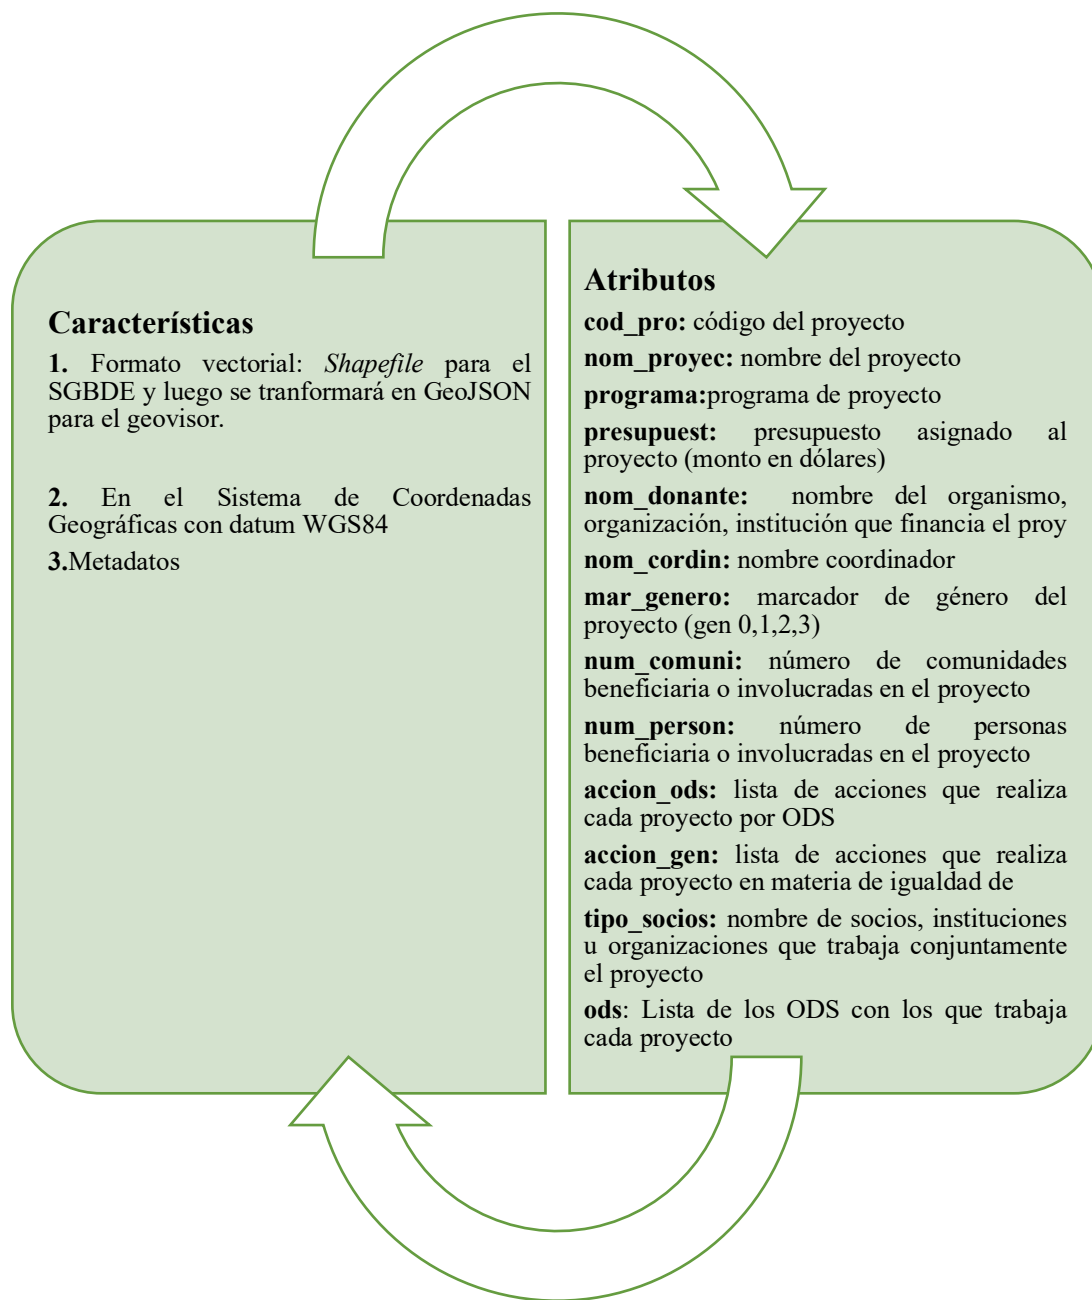 Características
1. Formato vectorial: Shapefile para el
SGBDE y luego se tranformará en GeoJSON
para el geovisor.
2. En el Sistema de Coordenadas
Geográficas con datum WGS84
3.Metadatos
Atributos
cod_pro: código del proyecto
nom_proyec: nombre del proyecto
programa:programa de proyecto
presupuest: presupuesto asignado al
proyecto (monto en dólares)
nom_donante: nombre del organismo,
organización, institución que financia el proy
nom_cordin: nombre coordinador
mar_genero: marcador de género del
proyecto (gen 0,1,2,3)
num_comuni: número de comunidades
beneficiaria o involucradas en el proyecto
num_person: número de personas
beneficiaria o involucradas en el proyecto
accion_ods: lista de acciones que realiza
cada proyecto por ODS
accion_gen: lista de acciones que realiza
cada proyecto en materia de igualdad de
tipo_socios: nombre de socios, instituciones
u organizaciones que trabaja conjuntamente
el proyecto
ods: Lista de los ODS con los que trabaja
cada proyecto